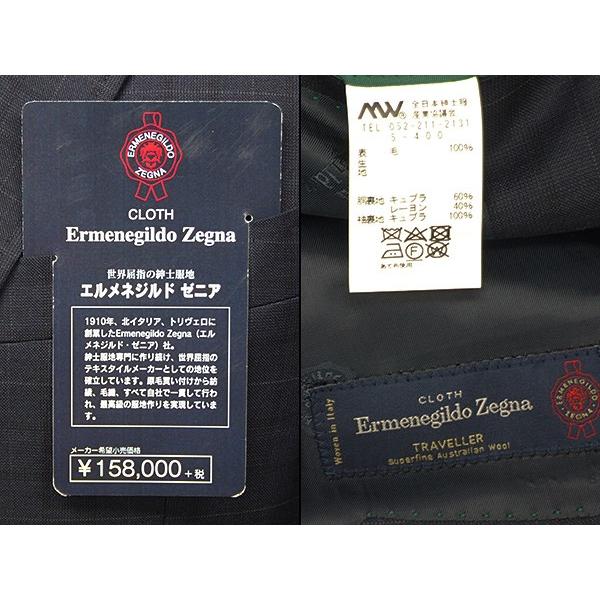 ERMENEGILDO
ZEGNA
CLOTH
Ermenegildo Zegna
世界屈指の紳士服地
エルメネジルド ゼニア
1910年、北イタリア、トリヴェロに
創業したErmenegildo Zegna（エル
メネジルド・ゼニア）社。
紳士服地専門に作り続け、世界屈指の
テキスタイルメーカーとしての地位を
確立しています。原毛買い付けから紡
績、毛織、すべて自社で一貫して行わ
れ、最高級の服地作りを実現していま
す。
メーカー希望小売価格
¥158,000+税
MW 全日本紳士服
産業協議会
TEL 052-211-2131
S-400
表生地 毛 100%
胴裏地 キュプラ 60%
レーヨン 40%
袖裏地 キュプラ 100%
あて布使用
Woven in Italy
CLOTH
Ermenegildo Zegna
TRAVELLER
Superfine Australian Wool
ERMENEGILDO
ZEGNA